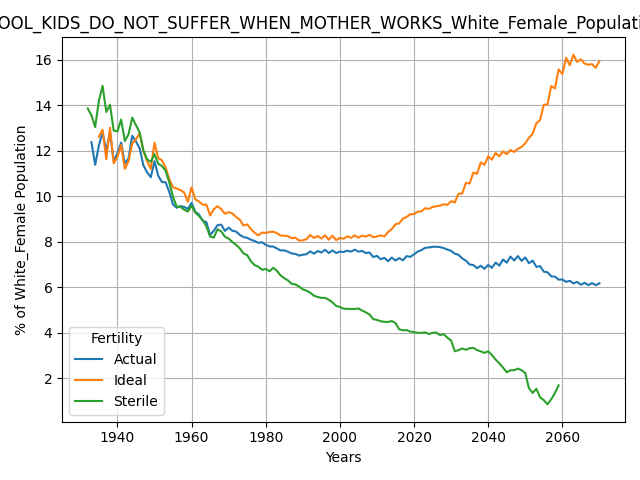 OOL_KIDS_DO_NOT_SUFFER_WHEN_MOTHER_WORKS_White_Female_Populati
% of White_Female Population
16
14
12
10
8
6
4
2
Fertility
Actual
Ideal
Sterile
1940
1960
1980
2000
2020
2040
2060
Years